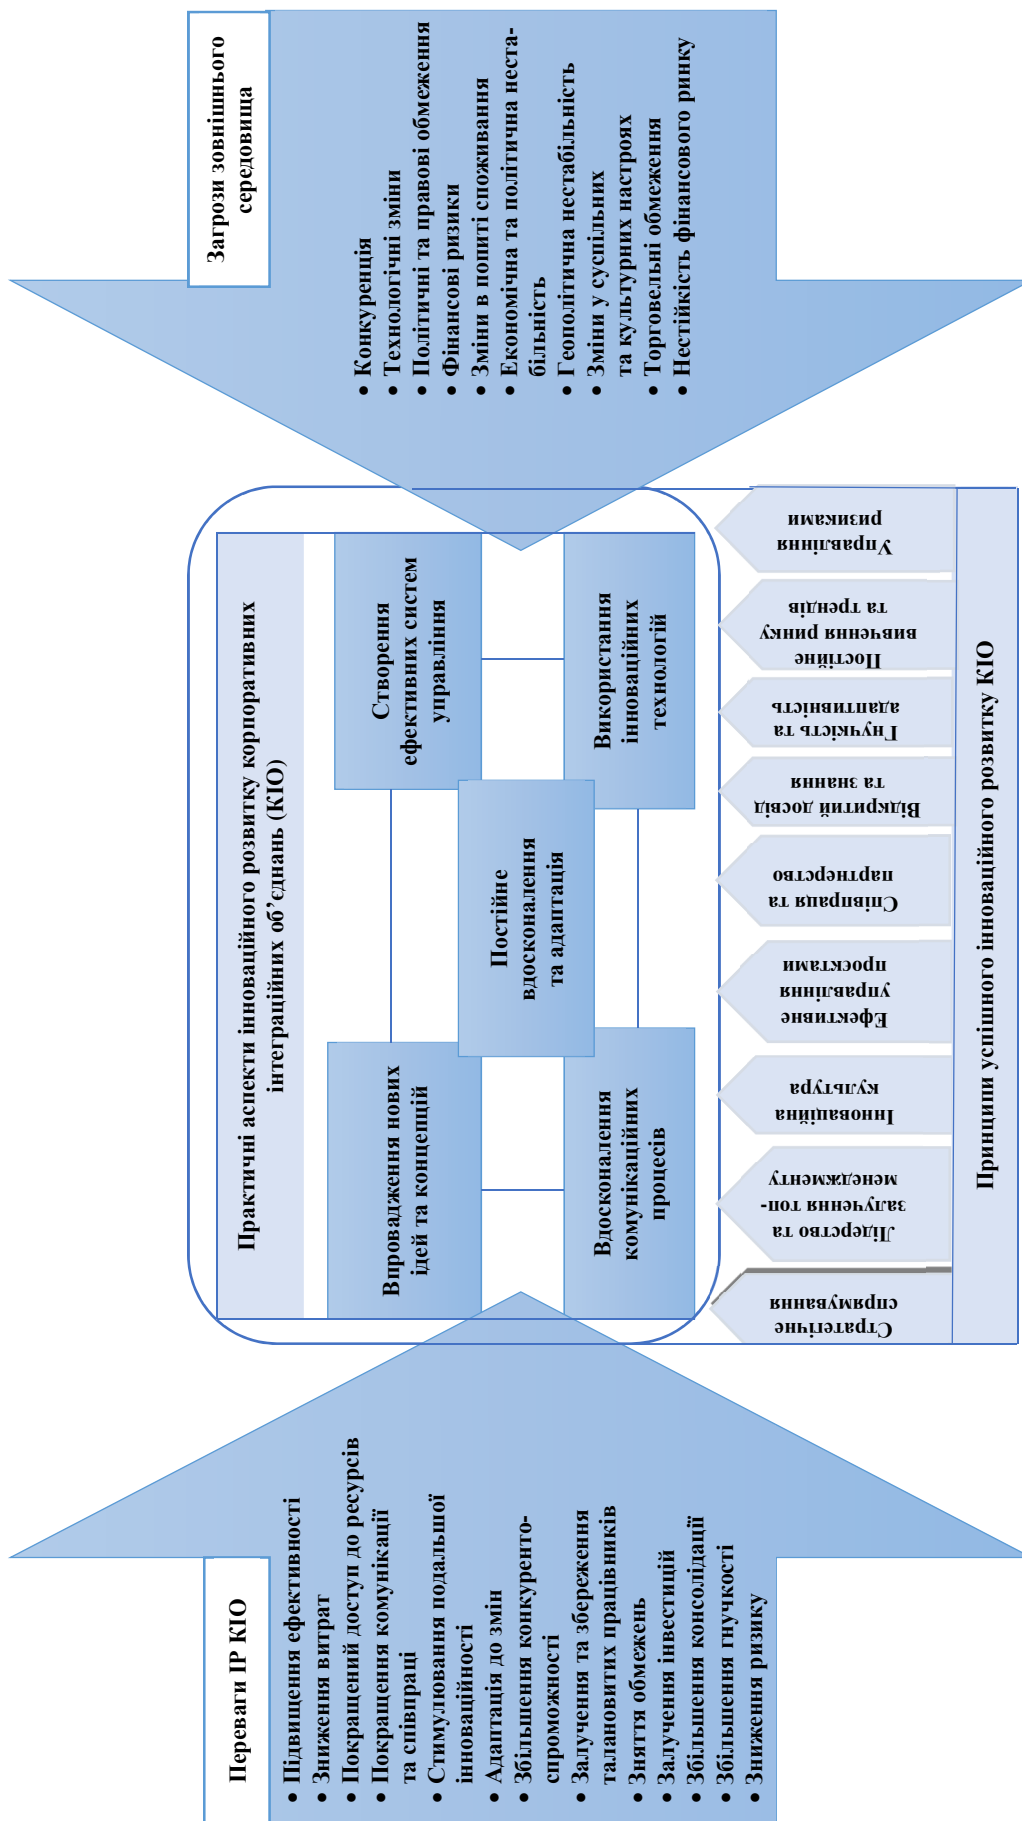 Переваги ІР КІО
• Підвищення ефективності
• Зниження витрат
• Покращений доступ до ресурсів
• Покращення комунікації
та співпраці
• Стимулювання подальшої
інноваційності
• Адаптація до змін
• Збільшення конкуренто-
спроможності
• Залучення та збереження
талановитих працівників
• Зняття обмежень
• Залучення інвестицій
• Збільшення консолідації
• Збільшення гнучкості
• Зниження ризику
Практичні аспекти інноваційного розвитку корпоративних
інтеграційних об’єднань (КІО)
Впровадження нових
ідей та концепцій
Створення
ефективних систем
управління
Постійне
вдосконалення
та адаптація
Вдосконалення
комунікаційних
процесів
Використання
інноваційних
технологій
Стратегічне
спрямування
Лідерство та
залучення топ-
менеджменту
Інноваційна
культура
Ефективне
управління
проєктами
Співпраця та
партнерство
Відкритий досвід
та знання
Гнучкість та
адаптивність
Постійне
вивчення ринку
та трендів
Управління
ризиками
Принципи успішного інноваційного розвитку КІО
Загрози зовнішнього
середовища
• Конкуренція
• Технологічні зміни
• Політичні та правові обмеження
• Фінансові ризики
• Зміни в попиті споживання
• Економічна та політична неста-
більність
• Геополітична нестабільність
• Зміни у суспільних
та культурних настроях
• Торговельні обмеження
• Нестійкість фінансового ринку